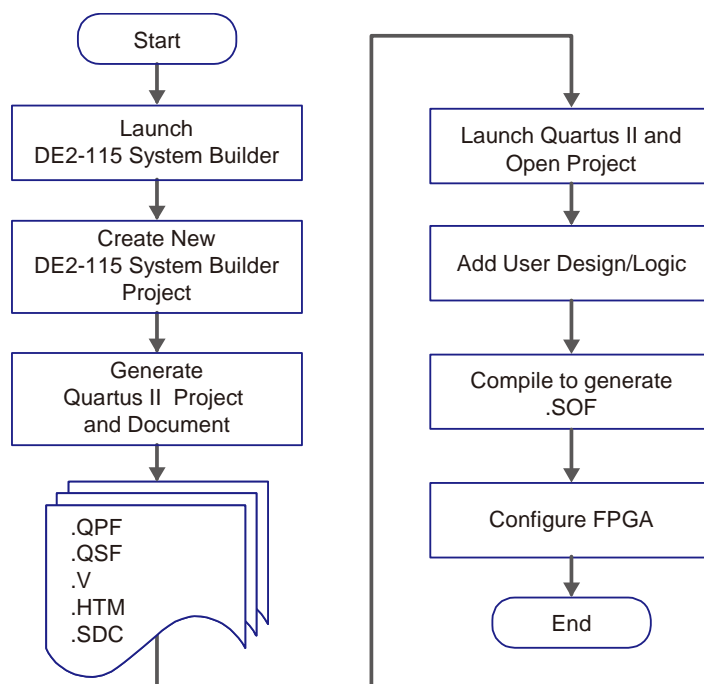 Start
Launch
DE2-115 System Builder
Create New
DE2-115 System Builder
Project
Generate
Quartus II Project
and Document
.QPF
.QSF
.V
.HTM
.SDC
Launch Quartus II and
Open Project
Add User Design/Logic
Compile to generate
.SOF
Configure FPGA
End